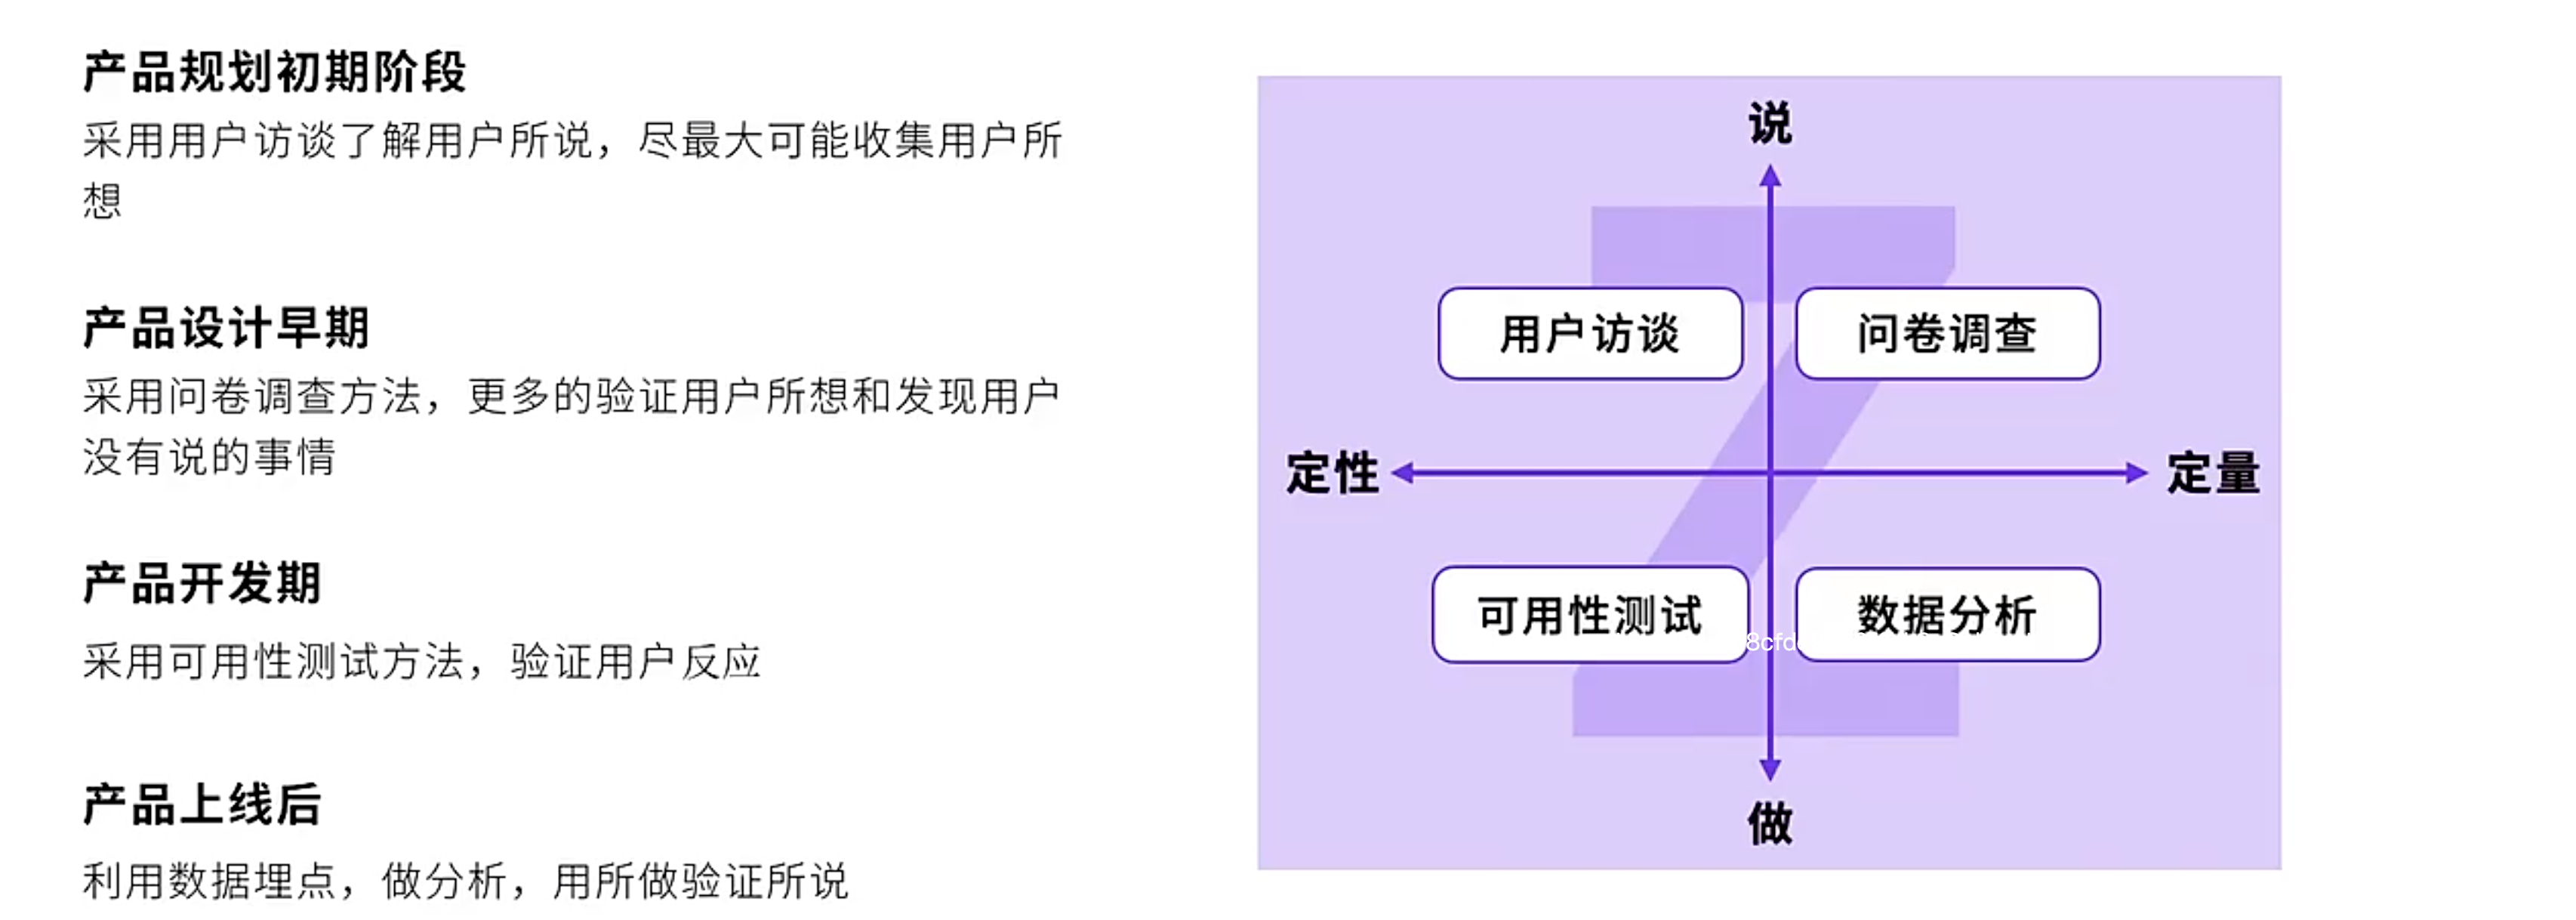 产品规划初期阶段
采用用户访谈了解用户所说，尽最大可能收集用户所
想
产品设计早期
采用问卷调查方法，更多的验证用户所想和发现用户
没有说的事情
产品开发期
采用可用性测试方法，验证用户反应
产品上线后
利用数据埋点，做分析，用所做验证所说
说
用户访谈
问卷调查
定性
定量
可用性测试
数据分析
做